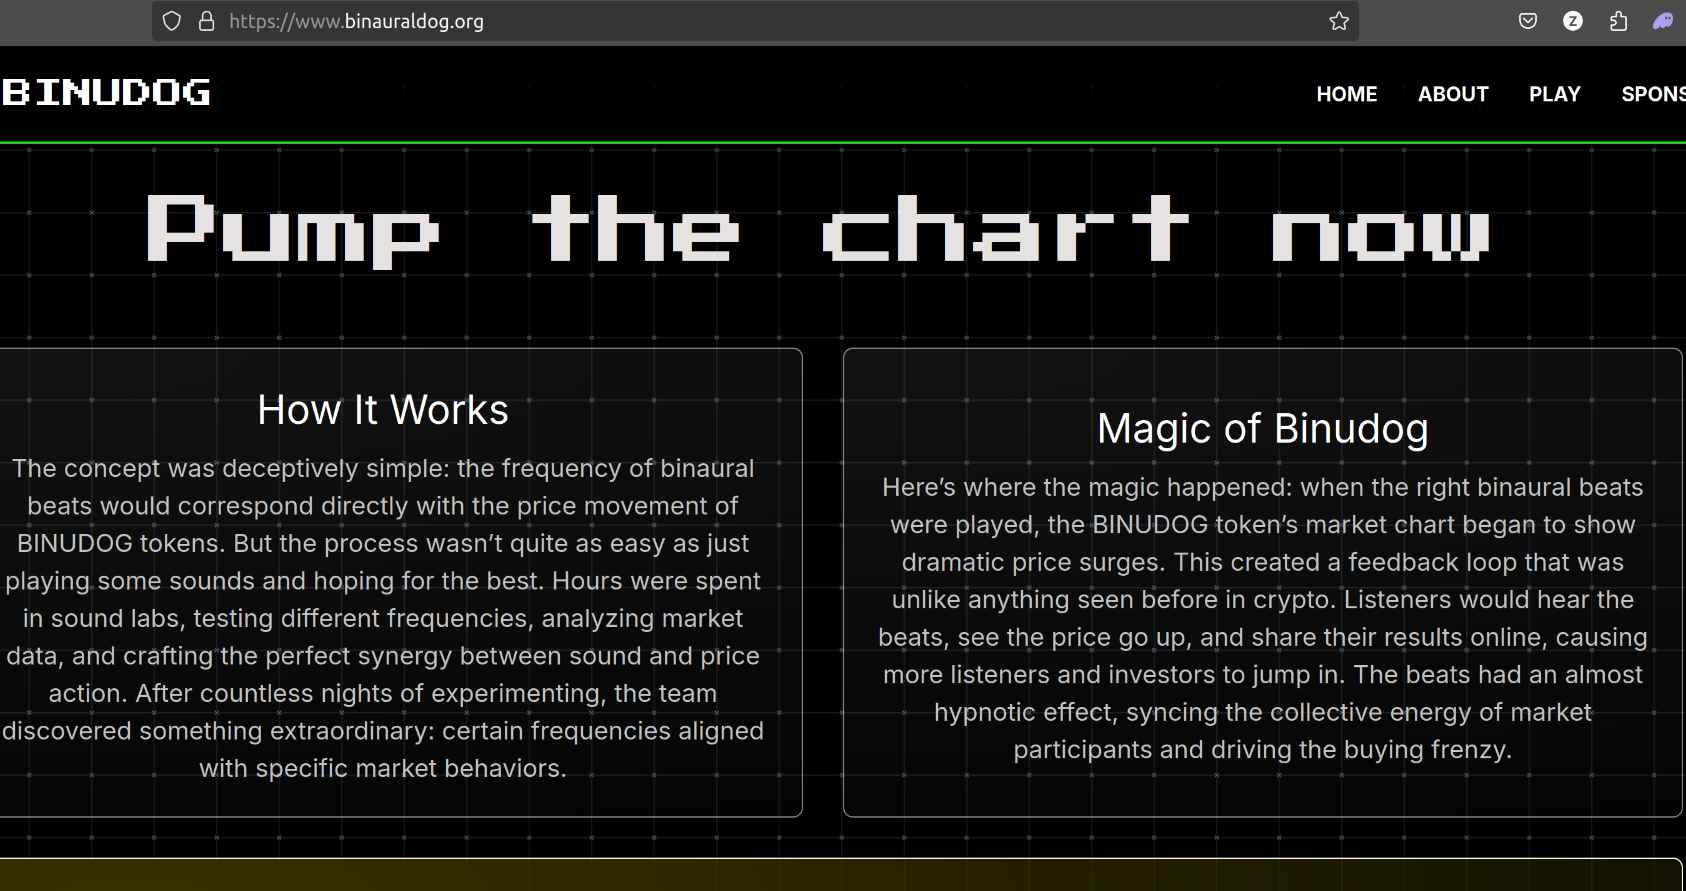 https://www.binauraldog.org
Z
BINUDOG
HOME ABOUT PLAY SPONS
Pump the chart now
How It Works
The concept was deceptively simple: the frequency of binaural
beats would correspond directly with the price movement of
BINUDOG tokens. But the process wasn’t quite as easy as just
playing some sounds and hoping for the best. Hours were spent
in sound labs, testing different frequencies, analyzing market
data, and crafting the perfect synergy between sound and price
action. After countless nights of experimenting, the team
discovered something extraordinary: certain frequencies aligned
with specific market behaviors.
Magic of Binudog
Here’s where the magic happened: when the right binaural beats
were played, the BINUDOG token’s market chart began to show
dramatic price surges. This created a feedback loop that was
unlike anything seen before in crypto. Listeners would hear the
beats, see the price go up, and share their results online, causing
more listeners and investors to jump in. The beats had an almost
hypnotic effect, syncing the collective energy of market
participants and driving the buying frenzy.